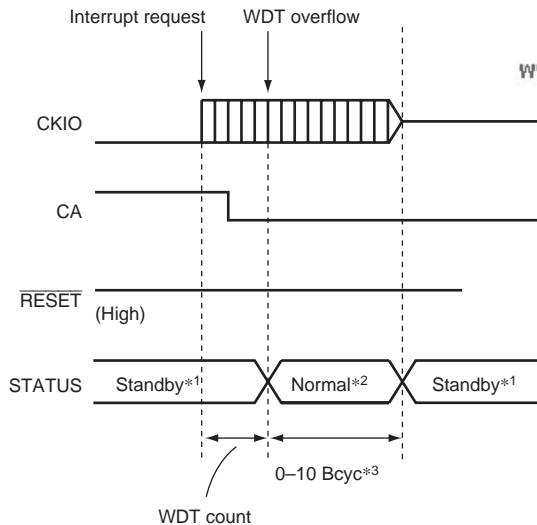 Interrupt request
WDT overflow
CKIO
CA
RESET
(High)
STATUS
Standby*1
Normal*2
Standby*1
0–10 Bcyc*3
WDT count